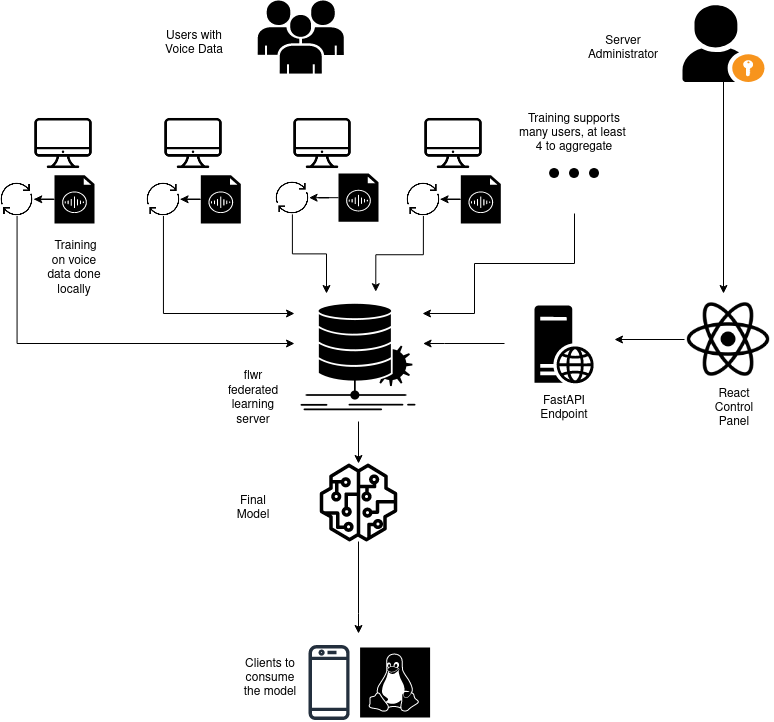 Users with
Voice Data
Server
Administrator
Training supports
many users, at least
4 to aggregate
Training
on voice
data done
locally
flwr
federated
learning
server
FastAPI
Endpoint
React
Control
Panel
Final
Model
Clients to
consume
the model